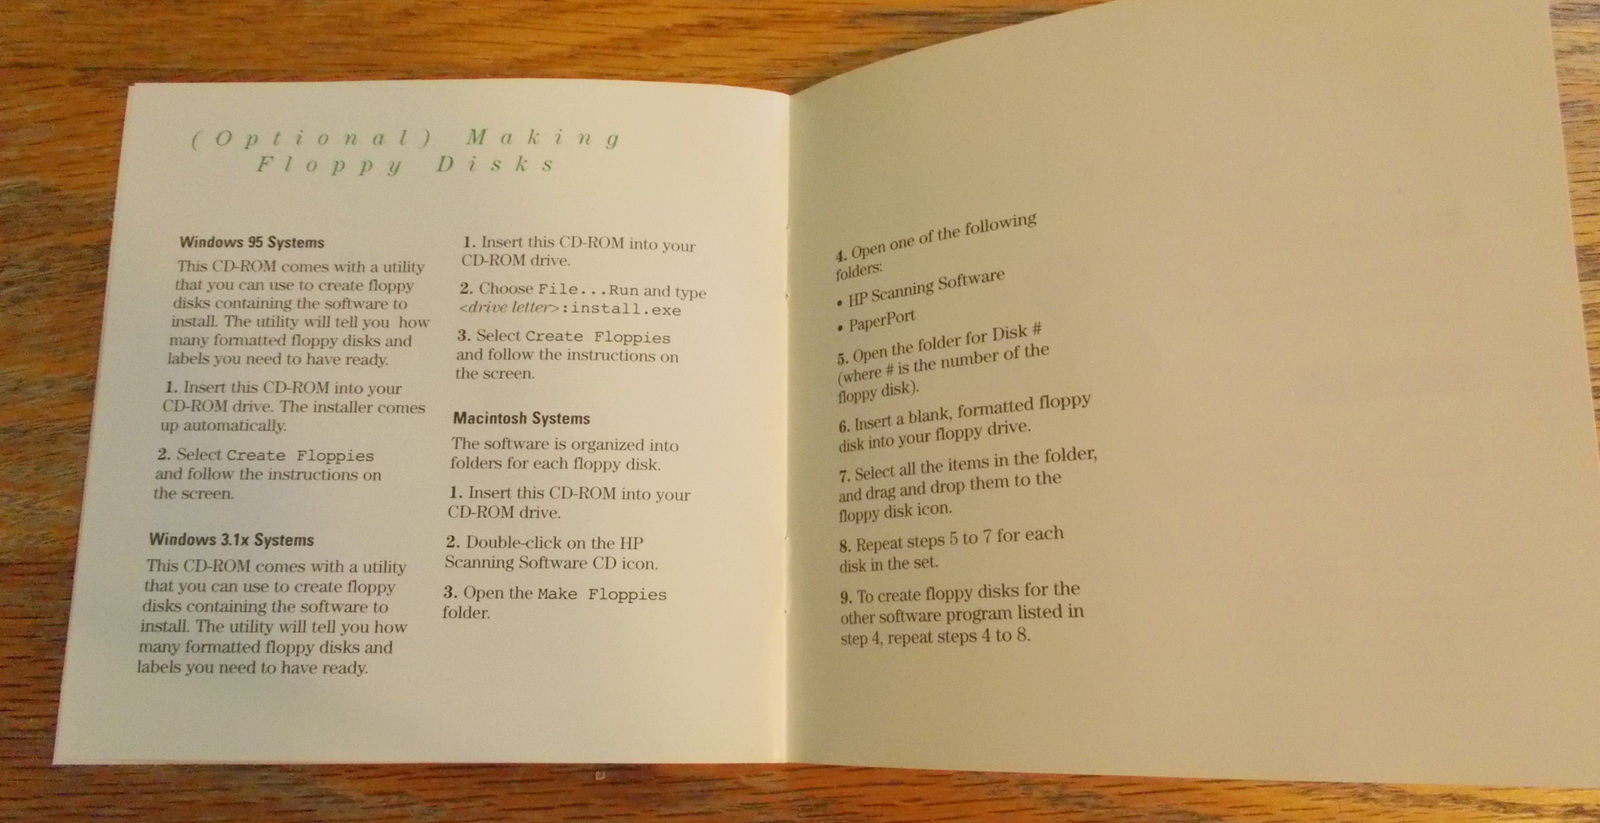 (Optional) Making
Floppy Disks
Windows 95 Systems
This CD-ROM comes with a utility
that you can use to create floppy
disks containing the software to
install. The utility will tell you how
many formatted floppy disks and
labels you need to have ready.
1. Insert this CD-ROM into your
CD-ROM drive. The installer comes
up automatically.
2. Select Create Floppies
and follow the instructions on
the screen.
Windows 3.1x Systems
This CD-ROM comes with a utility
that you can use to create floppy
disks containing the software to
install. The utility will tell you how
many formatted floppy disks and
labels you need to have ready.
1. Insert this CD-ROM into your
CD-ROM drive.
2. Choose File...Run and type
<drive letter>:install.exe
3. Select Create Floppies
and follow the instructions on
the screen.
Macintosh Systems
The software is organized into
folders for each floppy disk.
1. Insert this CD-ROM into your
CD-ROM drive.
2. Double-click on the HP
Scanning Software CD icon.
3. Open the Make Floppies
folder.
4. Open one of the following
folders:
• HP Scanning Software
• PaperPort
5. Open the folder for Disk #
(where # is the number of the
floppy disk).
6. Insert a blank, formatted floppy
disk into your floppy drive.
7. Select all the items in the folder,
and drag and drop them to the
floppy disk icon.
8. Repeat steps 5 to 7 for each
disk in the set.
9. To create floppy disks for the
other software program listed in
step 4, repeat steps 4 to 8.